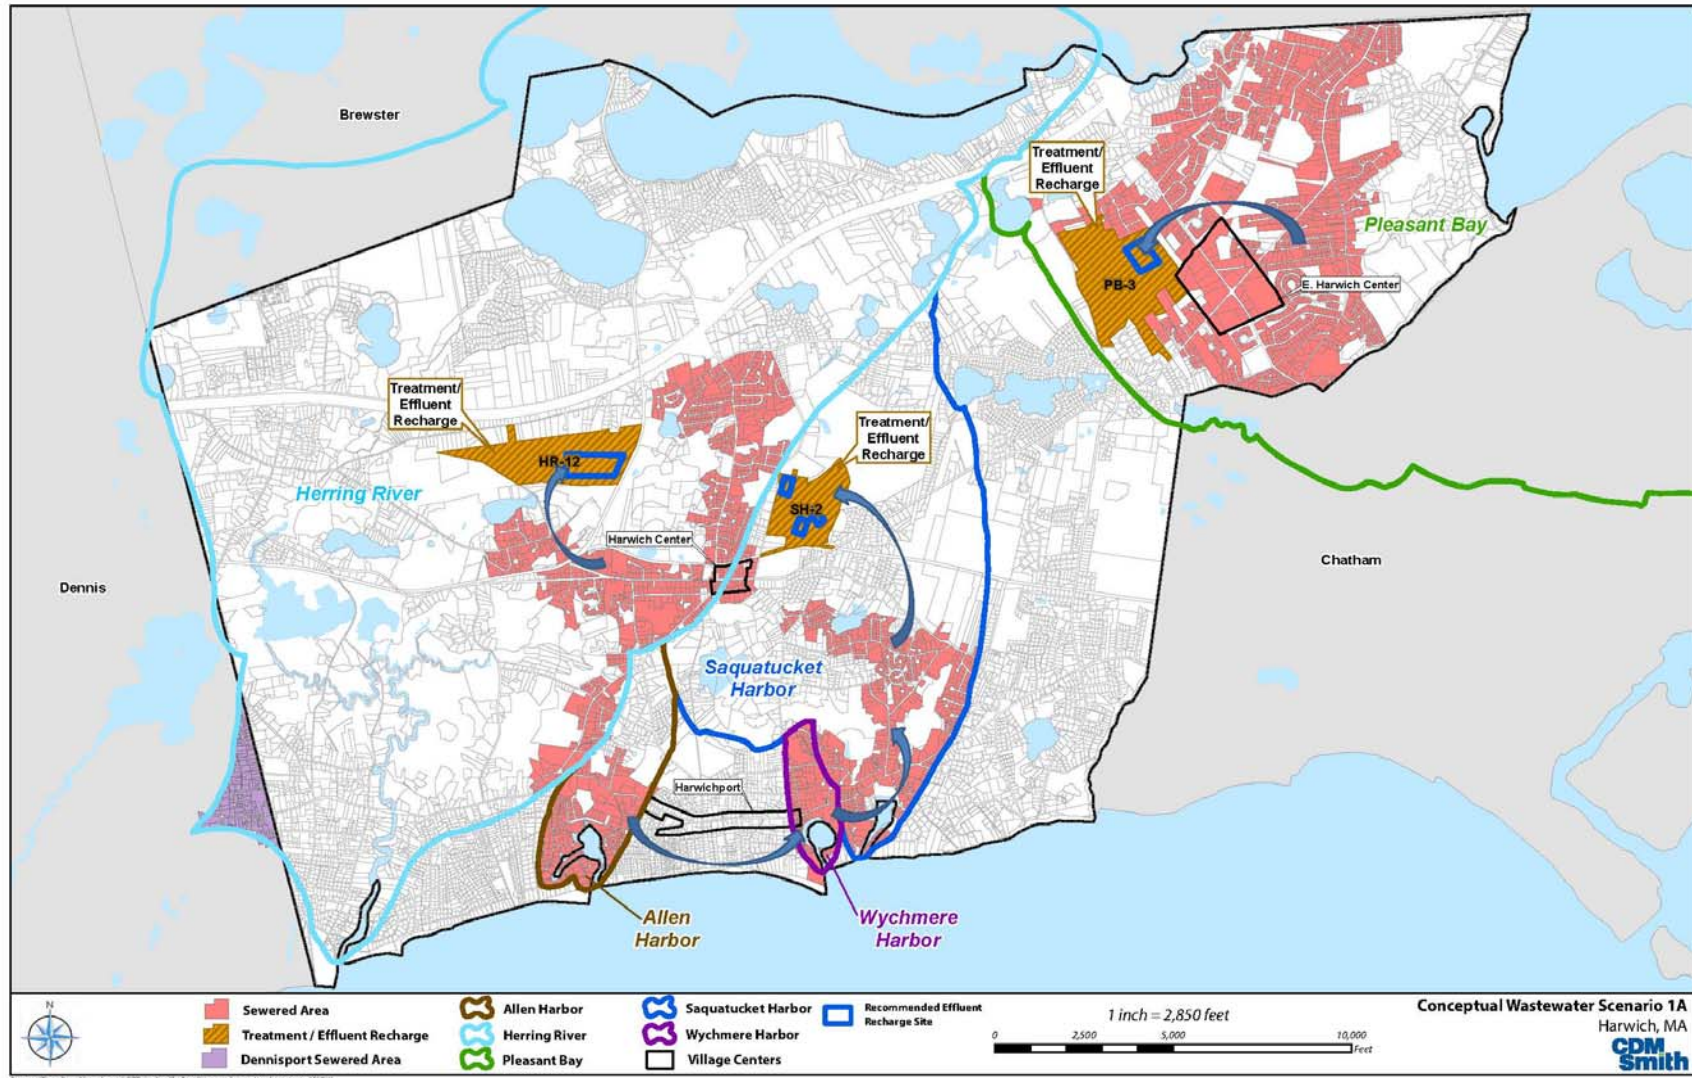 Brewster
Treatment/
Effluent
Recharge
Pleasant Bay
PB-3
E. Harwich Center
Treatment/
Effluent
Recharge
Treatment/
Effluent
Recharge
HR-12
Herring River
SH-2
Harwich Center
Dennis
Chatham
Saquatucket
Harbor
Harwichport
Allen
Harbor
Wychmere
Harbor
N
Sewered Area
Treatment / Effluent Recharge
Dennisport Sewered Area
Allen Harbor
Herring River
Pleasant Bay
Saquatucket Harbor
Wychmere Harbor
Village Centers
Recommended Effluent
Recharge Site
1 inch = 2,850 feet
0 2,500 5,000 10,000
Feet
Conceptual Wastewater Scenario 1A
Harwich, MA
CDM
Smith